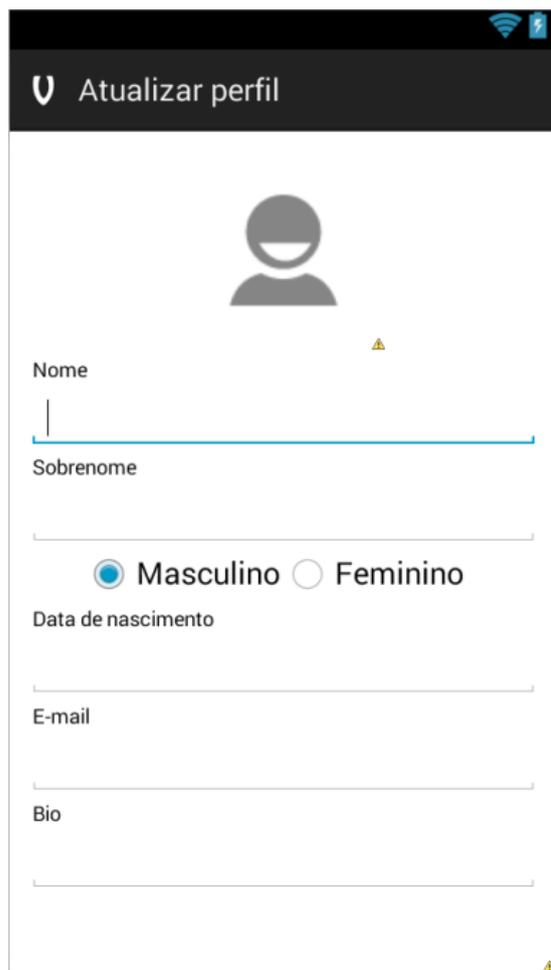 Atualizar perfil
Nome
Sobrenome
Masculino Feminino
Data de nascimento
E-mail
Bio